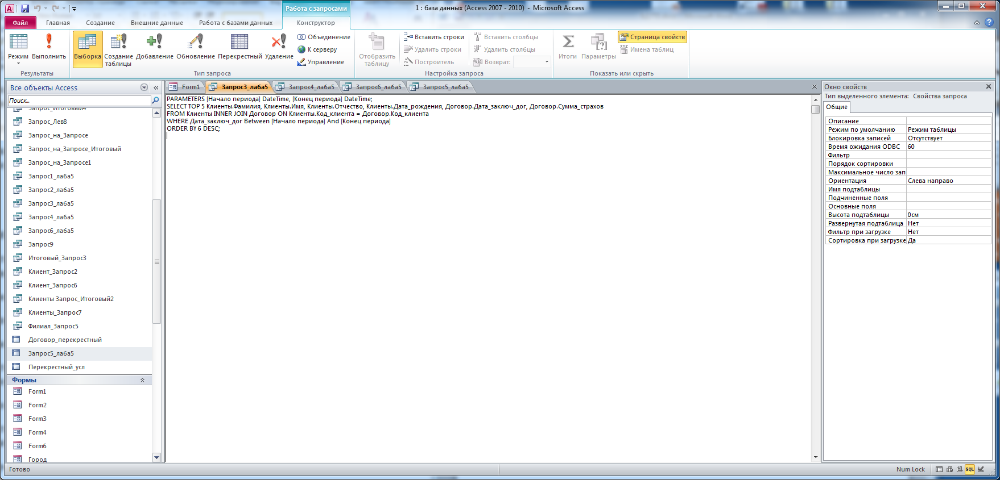 Работа с запросами
1 : база данных (Access 2007 - 2010) - Microsoft Access
Файл
Главная
Создание
Внешние данные
Работа с базами данных
Конструктор
Режим
Выполнить
Выборка
Создание таблицы
Добавление
Обновление
Перекрестный
Удаление
Объединение
К серверу
Управление
Отобразить таблицу
Вставить строки
Удалить строки
Построитель
Вставить столбцы
Удалить столбцы
Возврат:
Итоги
Параметры
Страница свойств
Имена таблиц
Результаты
Тип запроса
Настройка запроса
Показать или скрыть
Все объекты Access
Поиск...
Запрос_Итоговый4
Запрос_Лев8
Запрос_на_Запросе
Запрос_на_Запросе_Итоговый
Запрос_на_Запросе1
Запрос1_лаба5
Запрос2_лаба5
Запрос3_лаба5
Запрос4_лаба5
Запрос6_лаба5
Запрос9
Итоговый_Запрос3
Клиент_Запрос2
Клиент_Запрос6
Клиенты Запрос_Итоговый2
Клиенты_Запрос7
Филиал_Запрос5
Договор_перекрестный
Запрос5_лаба5
Перекрестный_усл
Формы
Form1
Form2
Form3
Form4
Form6
Город
Form1
Запрос3_лаба5
Запрос4_лаба5
Запрос6_лаба5
Запрос5_лаба5
PARAMETERS [Начало периода] DateTime, [Конец периода] DateTime;
SELECT TOP 5 Клиенты.Фамилия, Клиенты.Имя, Клиенты.Отчество, Клиенты.Дата_рождения, Договор.Дата_заключ_дог, Договор.Сумма_страхов
FROM Клиенты INNER JOIN Договор ON Клиенты.Код_клиента = Договор.Код_клиента
WHERE Дата_заключ_дог Between [Начало периода] And [Конец периода]
ORDER BY 6 DESC;
Окно свойств
Тип выделенного элемента: Свойства запроса
Общие
Описание
Режим по умолчанию Режим таблицы
Блокировка записей Отсутствует
Время ожидания ODBC 60
Фильтр
Порядок сортировки
Максимальное число зап
Ориентация Слева направо
Имя подтаблицы
Подчиненные поля
Основные поля
Высота подтаблицы 0см
Развернутая подтаблица Нет
Фильтр при загрузке Нет
Сортировка при загрузке Да
Готово
Num Lock
SQL